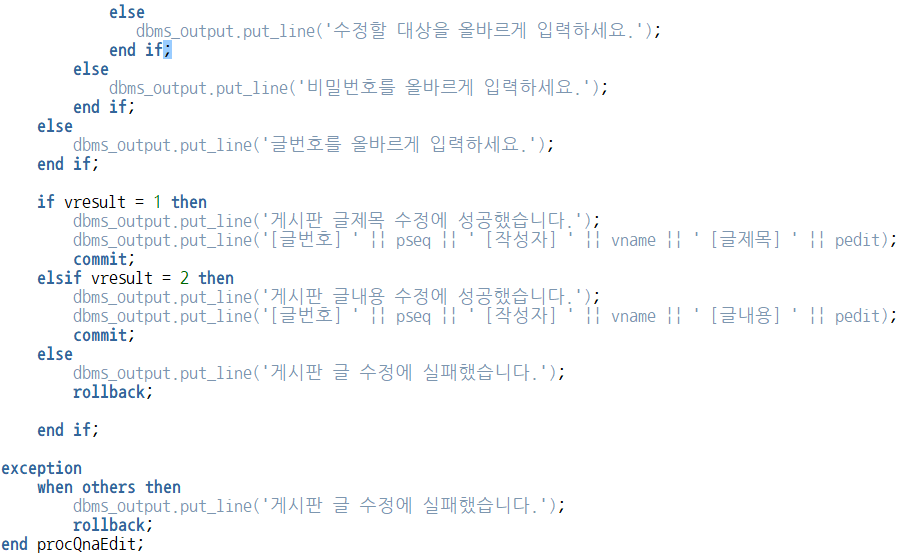 else
dbms_output.put_line('수정할 대상을 올바르게 입력하세요.');
end if;
else
dbms_output.put_line('비밀번호를 올바르게 입력하세요.');
end if;
else
dbms_output.put_line('글번호를 올바르게 입력하세요.');
end if;
if vresult = 1 then
dbms_output.put_line('게시판 글제목 수정에 성공했습니다.');
dbms_output.put_line('[글번호] ' || pseq || ' [작성자] ' || vname || ' [글제목] ' || pedit);
commit;
elsif vresult = 2 then
dbms_output.put_line('게시판 글내용 수정에 성공했습니다.');
dbms_output.put_line('[글번호] ' || pseq || ' [작성자] ' || vname || ' [글내용] ' || pedit);
commit;
else
dbms_output.put_line('게시판 글 수정에 실패했습니다.');
rollback;
end if;
exception
when others then
dbms_output.put_line('게시판 글 수정에 실패했습니다.');
rollback;
end procQnaEdit;